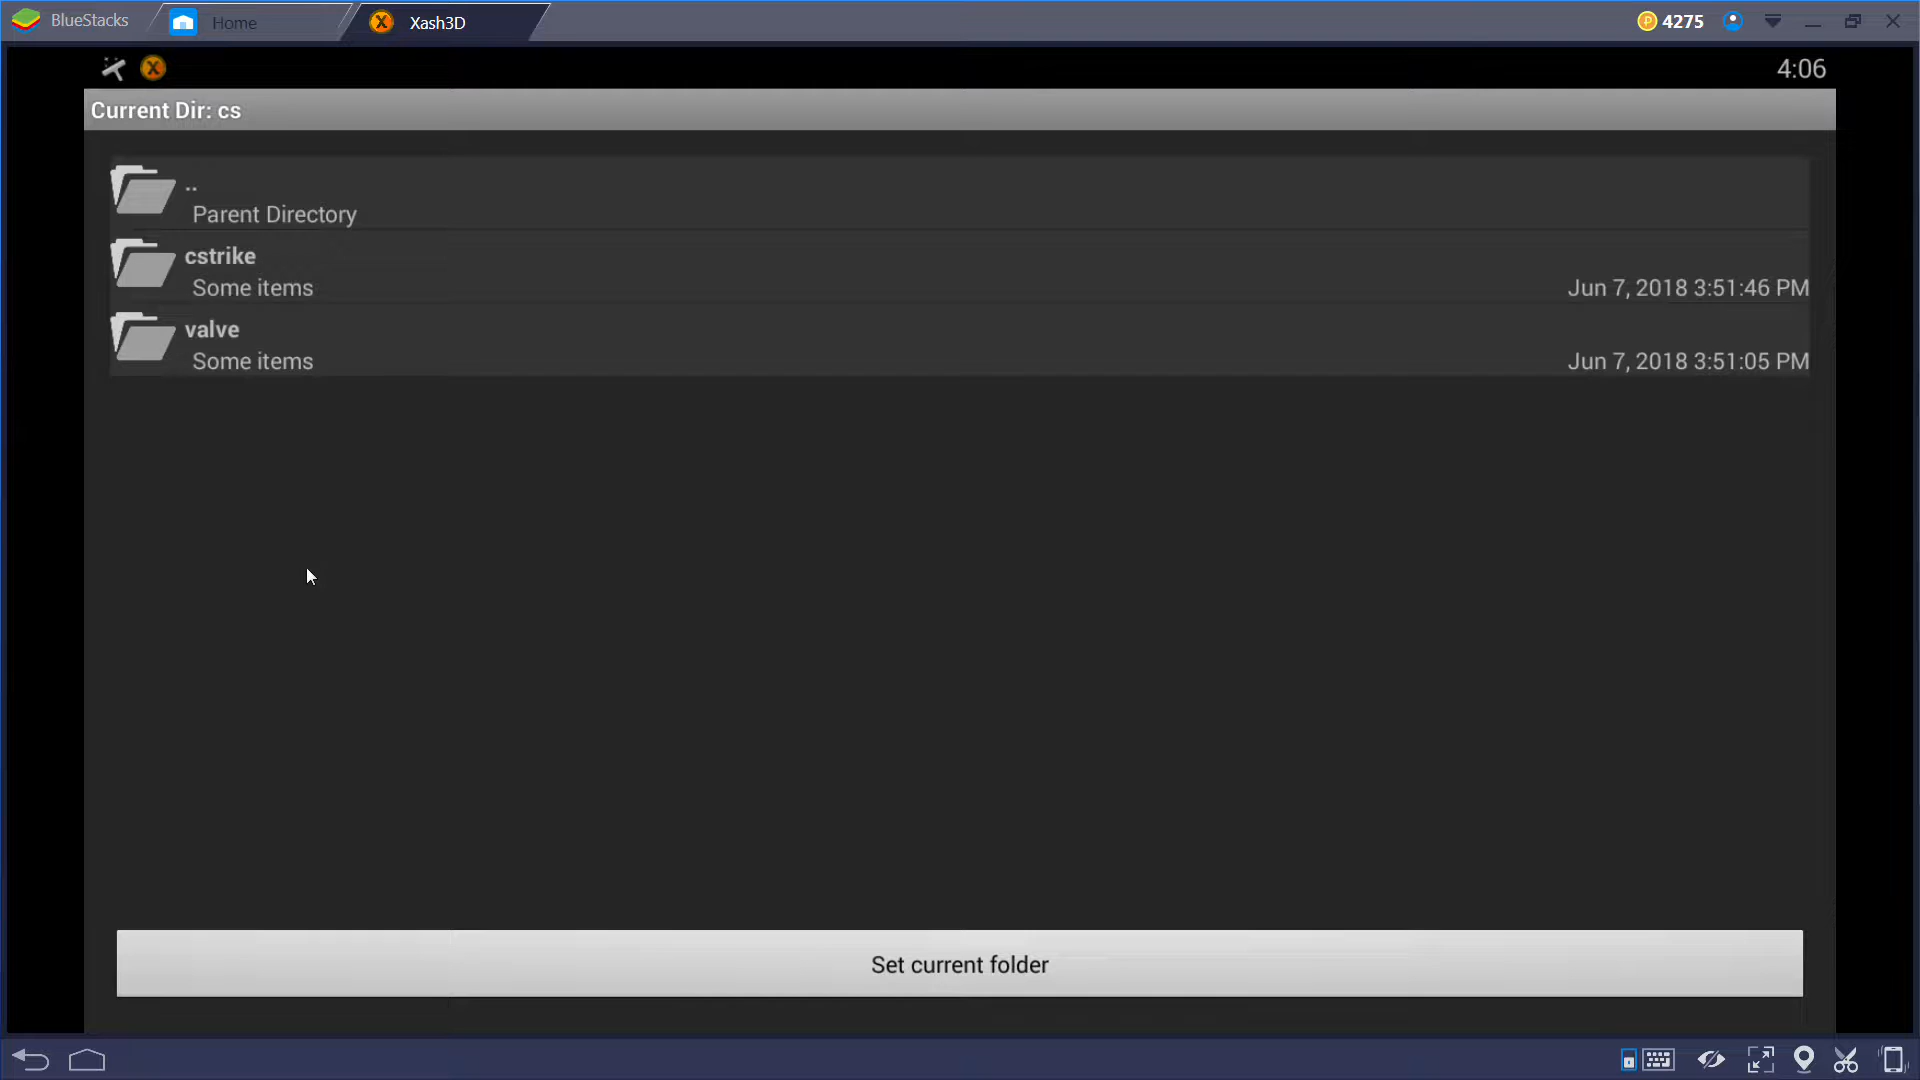 BlueStacks
Home
Xash3D
4275
4:06
Current Dir: cs
..
Parent Directory
cstrike
Some items
Jun 7, 2018 3:51:46 PM
valve
Some items
Jun 7, 2018 3:51:05 PM
Set current folder